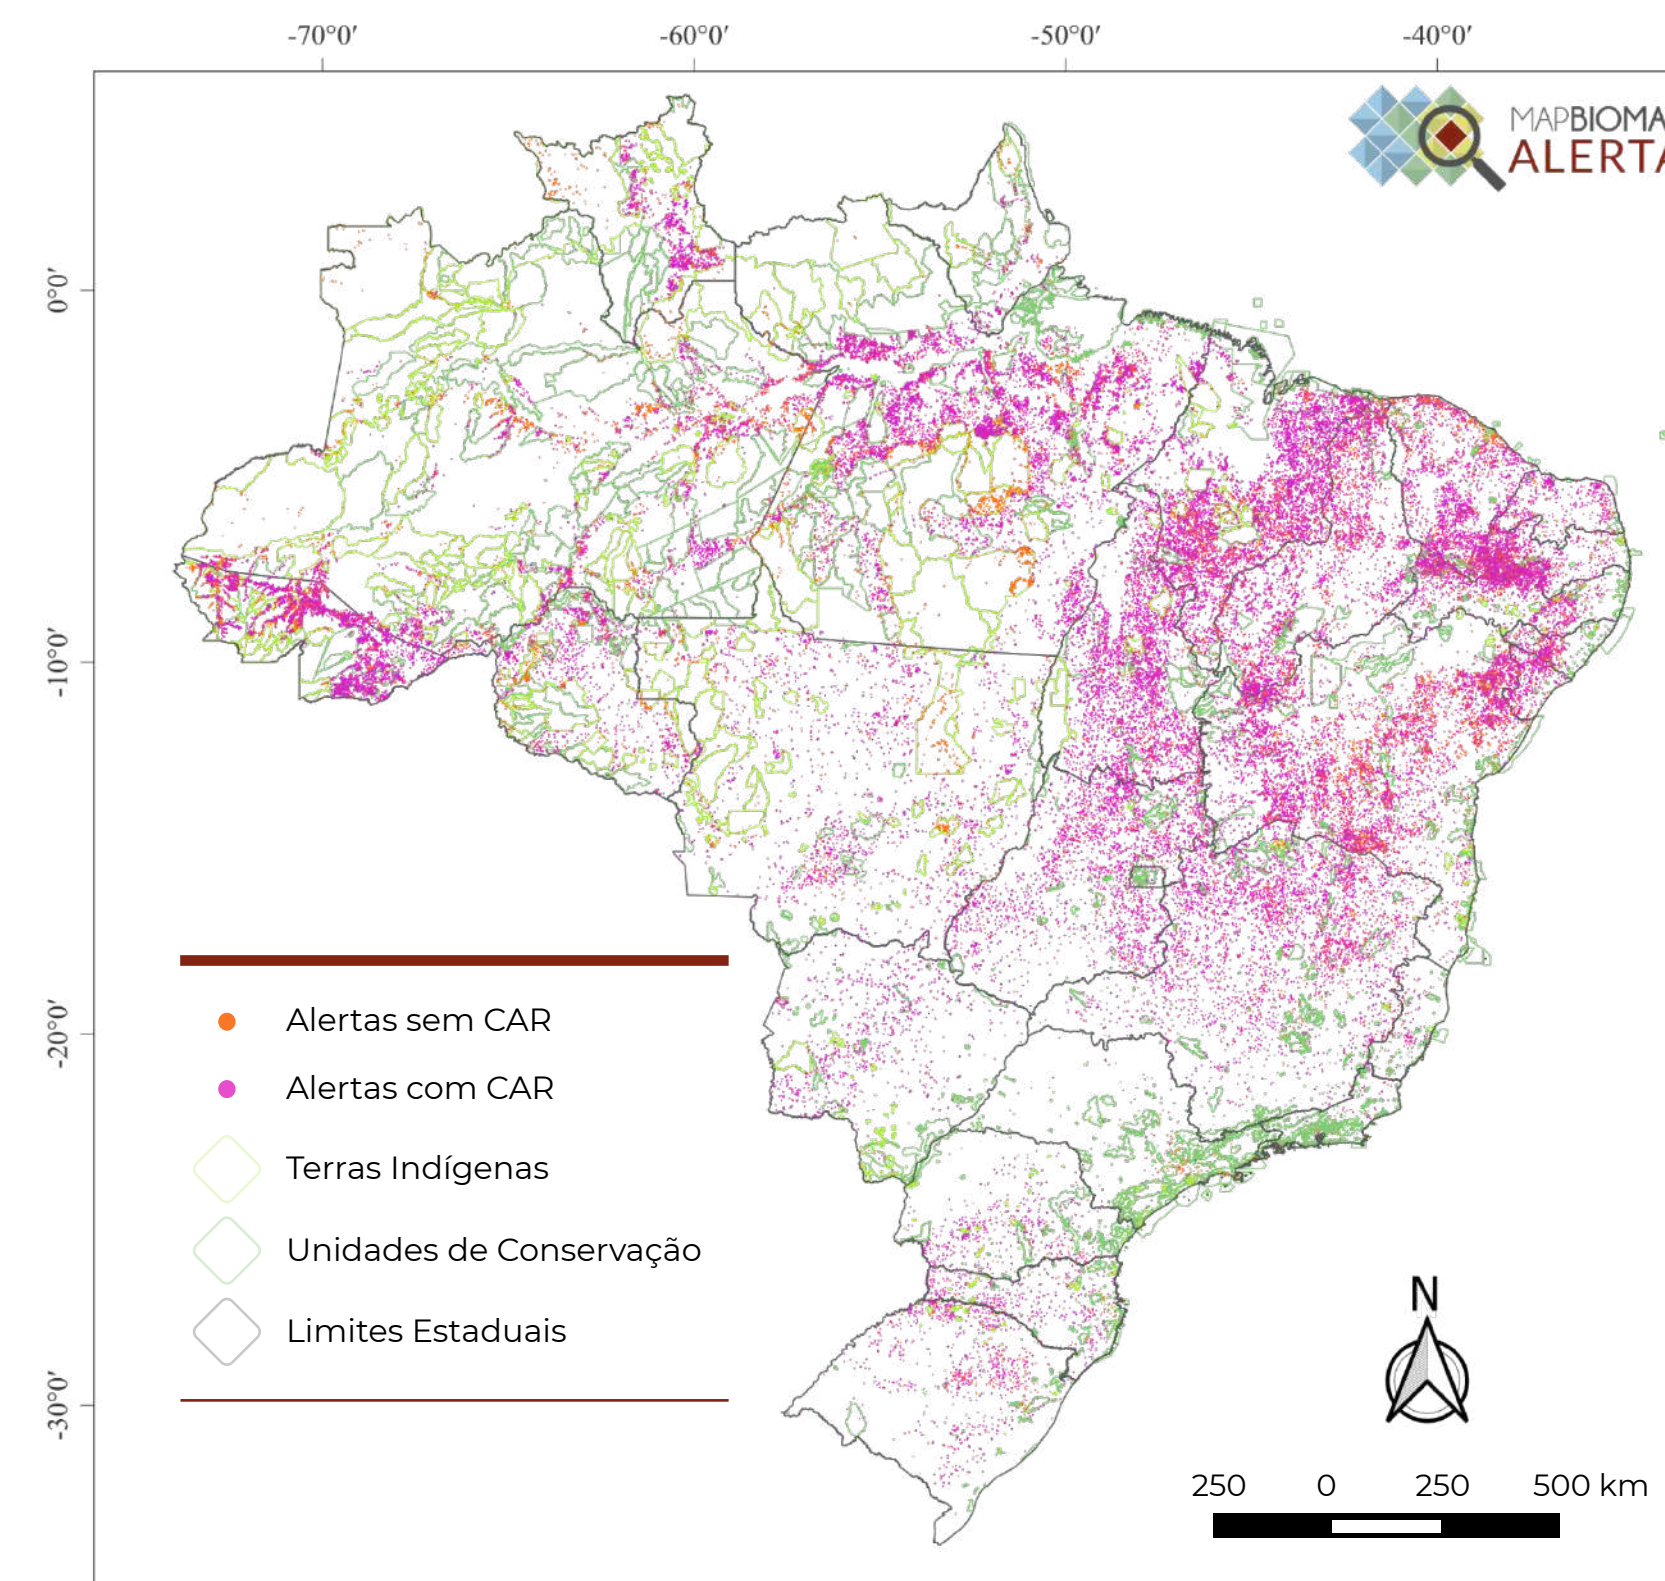 -70°0′ -60°0′ -50°0′ -40°0′
MAPBIOMA
ALERTA
0°0′
-10°0′
-20°0′
-30°0′
Alertas sem CAR
Alertas com CAR
Terras Indígenas
Unidades de Conservação
Limites Estaduais
N
250 0 250 500 km